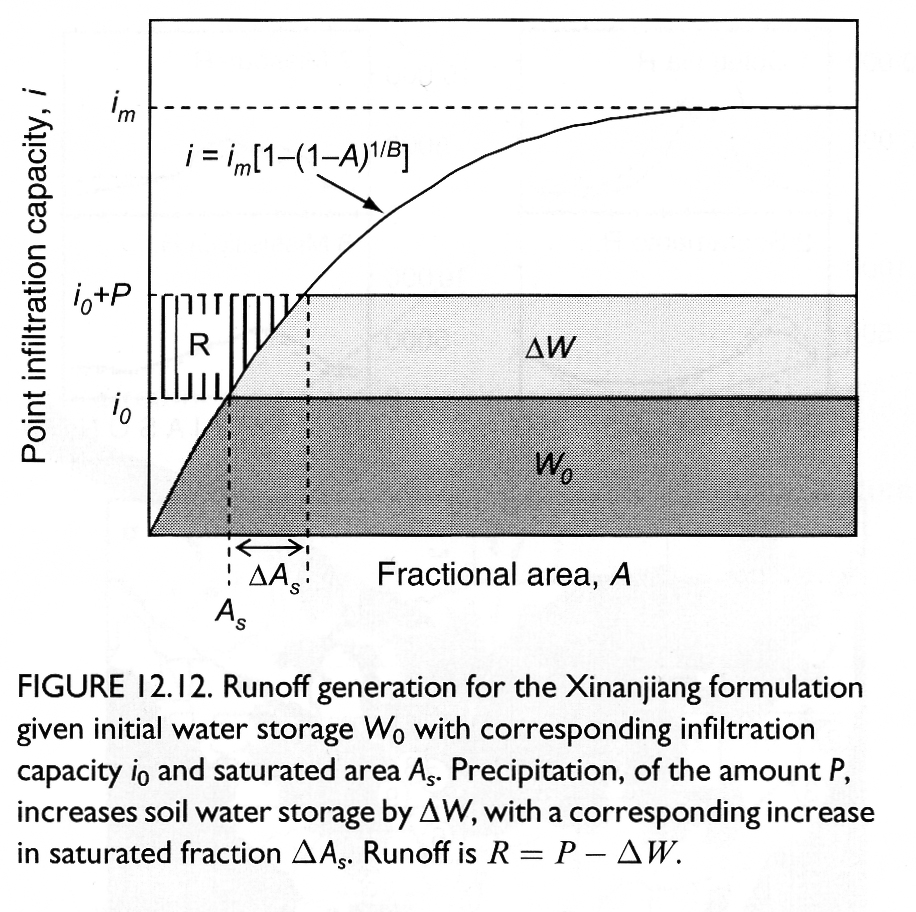 Point infiltration capacity, i
i_m
i = i_m[1–(1–A)^1/B]
i_0+P
R
ΔW
i_0
W_0
ΔA_s
Fractional area, A
A_s
FIGURE 12.12. Runoff generation for the Xinanjiang formulation
given initial water storage W_0 with corresponding infiltration
capacity i_0 and saturated area A_s. Precipitation, of the amount P,
increases soil water storage by ΔW, with a corresponding increase
in saturated fraction ΔA_s. Runoff is R = P − ΔW.